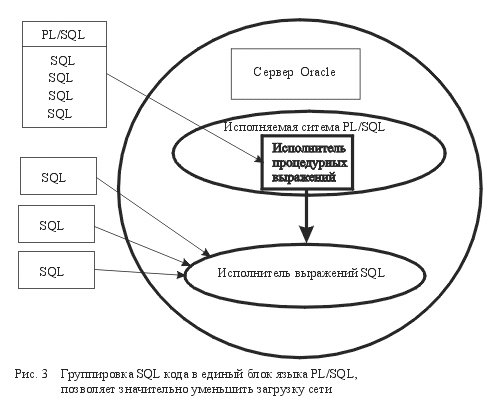 PL/SQL
SQL
SQL
SQL
SQL
Сервер Oracle
Исполняемая ситема PL/SQL
Исполнитель
процедурных
выражений
SQL
SQL
SQL
Исполнитель выражений SQL
Рис. 3 Группировка SQL кода в единый блок языка PL/SQL,
позволяет значительно уменьшить загрузку сети